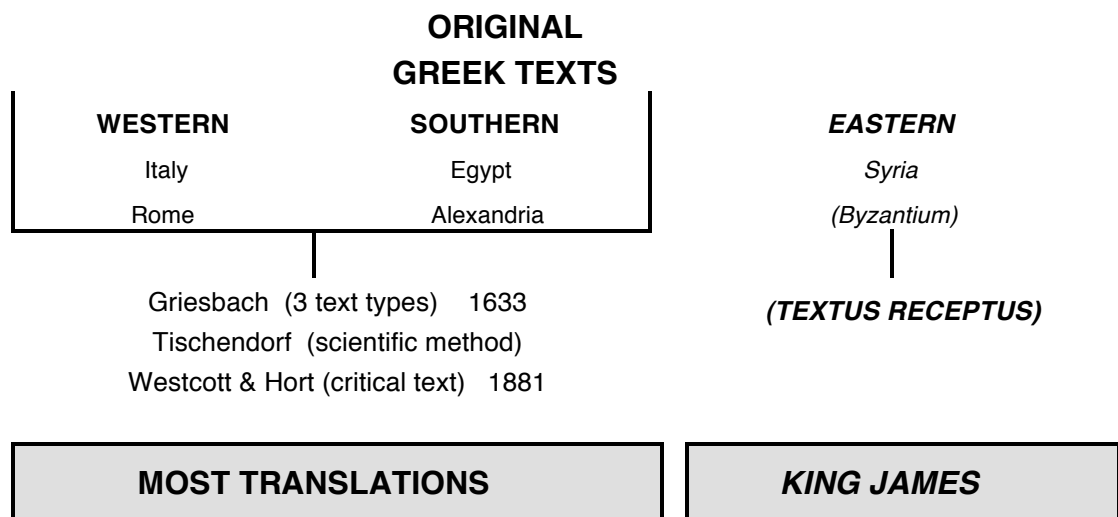 ORIGINAL
GREEK TEXTS
WESTERN SOUTHERN EASTERN
Italy Egypt Syria
Rome Alexandria (Byzantium)
Griesbach (3 text types) 1633
(TEXTUS RECEPTUS)
Tischendorf (scientific method)
Westcott & Hort (critical text) 1881
MOST TRANSLATIONS KING JAMES